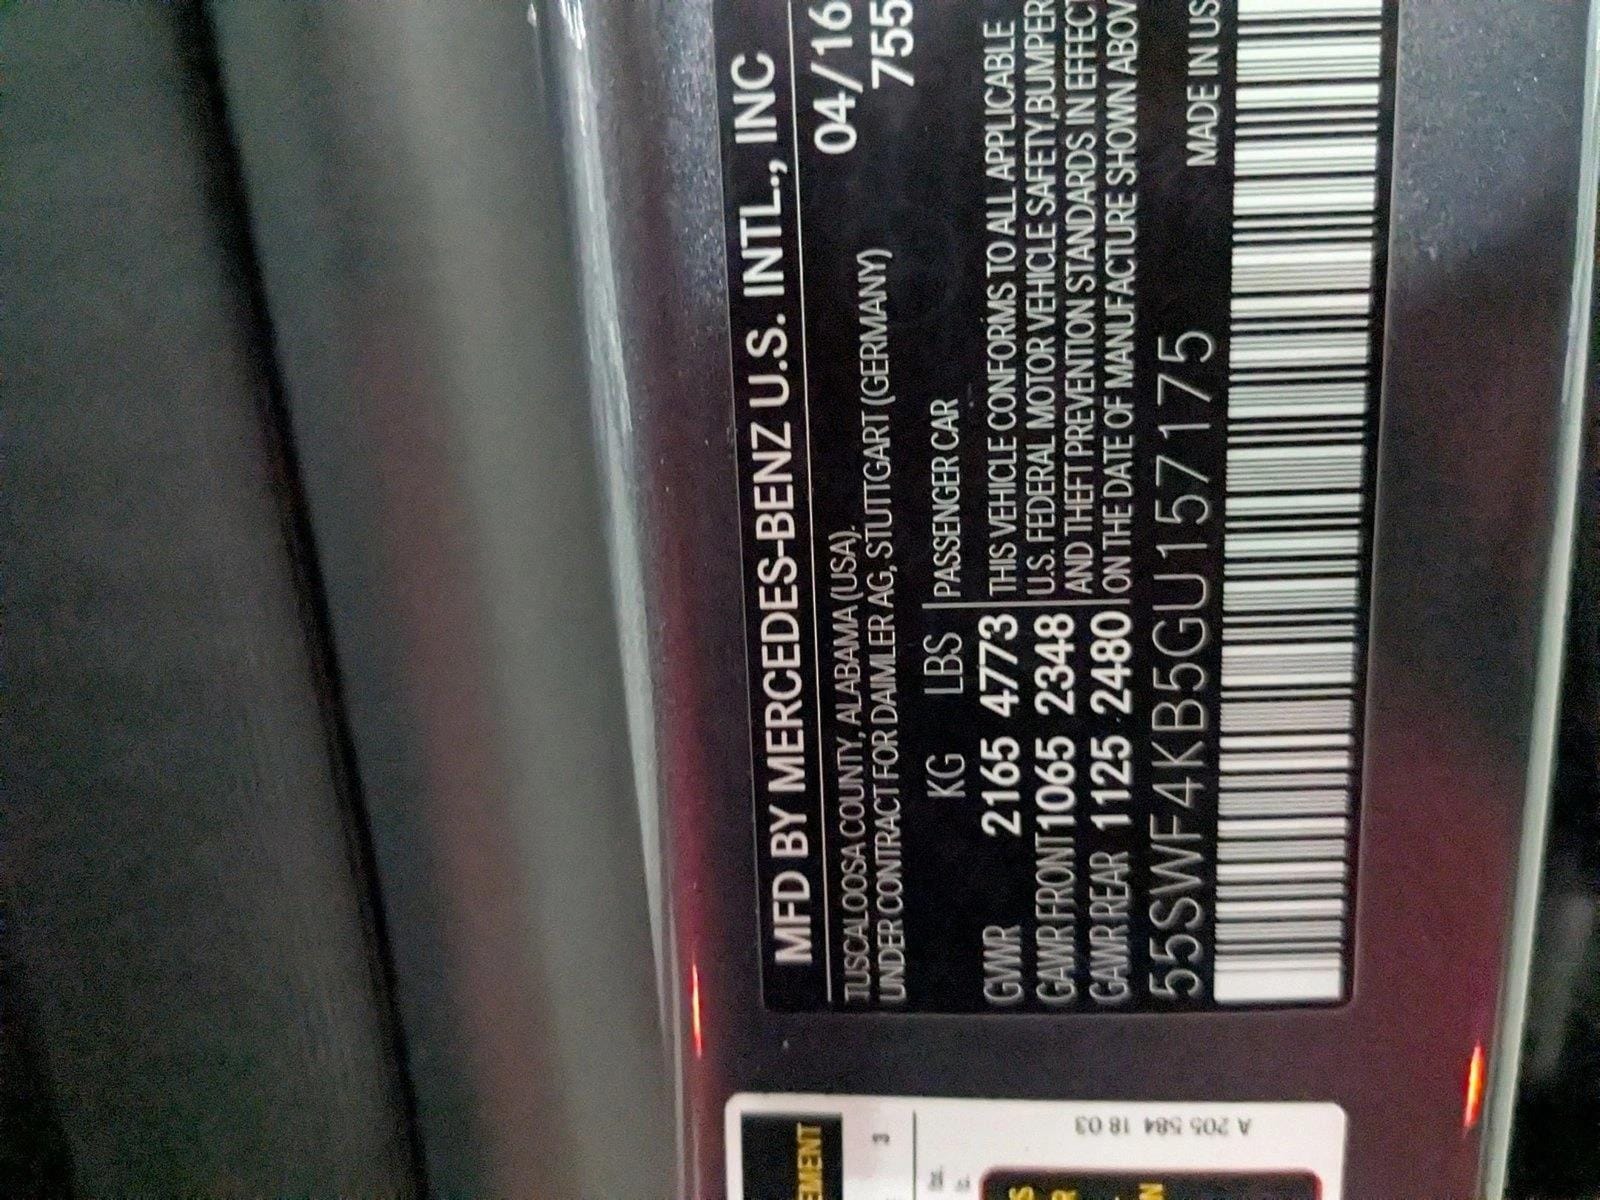 MFD BY MERCEDES-BENZ U.S. INTL., INC
04/16
TUSCALOOSA COUNTY, ALABAMA (USA).
755
UNDER CONTRACT FOR DAIMLER AG, STUTTGART (GERMANY)
KG LBS PASSENGER CAR
GVWR 2165 4773 THIS VEHICLE CONFORMS TO ALL APPLICABLE
GAWR FRONT 1065 2348 U.S. FEDERAL MOTOR VEHICLE SAFETY,BUMPER
GAWR REAR 1125 2480 AND THEFT PREVENTION STANDARDS IN EFFECT
ON THE DATE OF MANUFACTURE SHOWN ABOV
55SWF4KB5GU157175 MADE IN US
A 205 584 18 03
EMENT
3